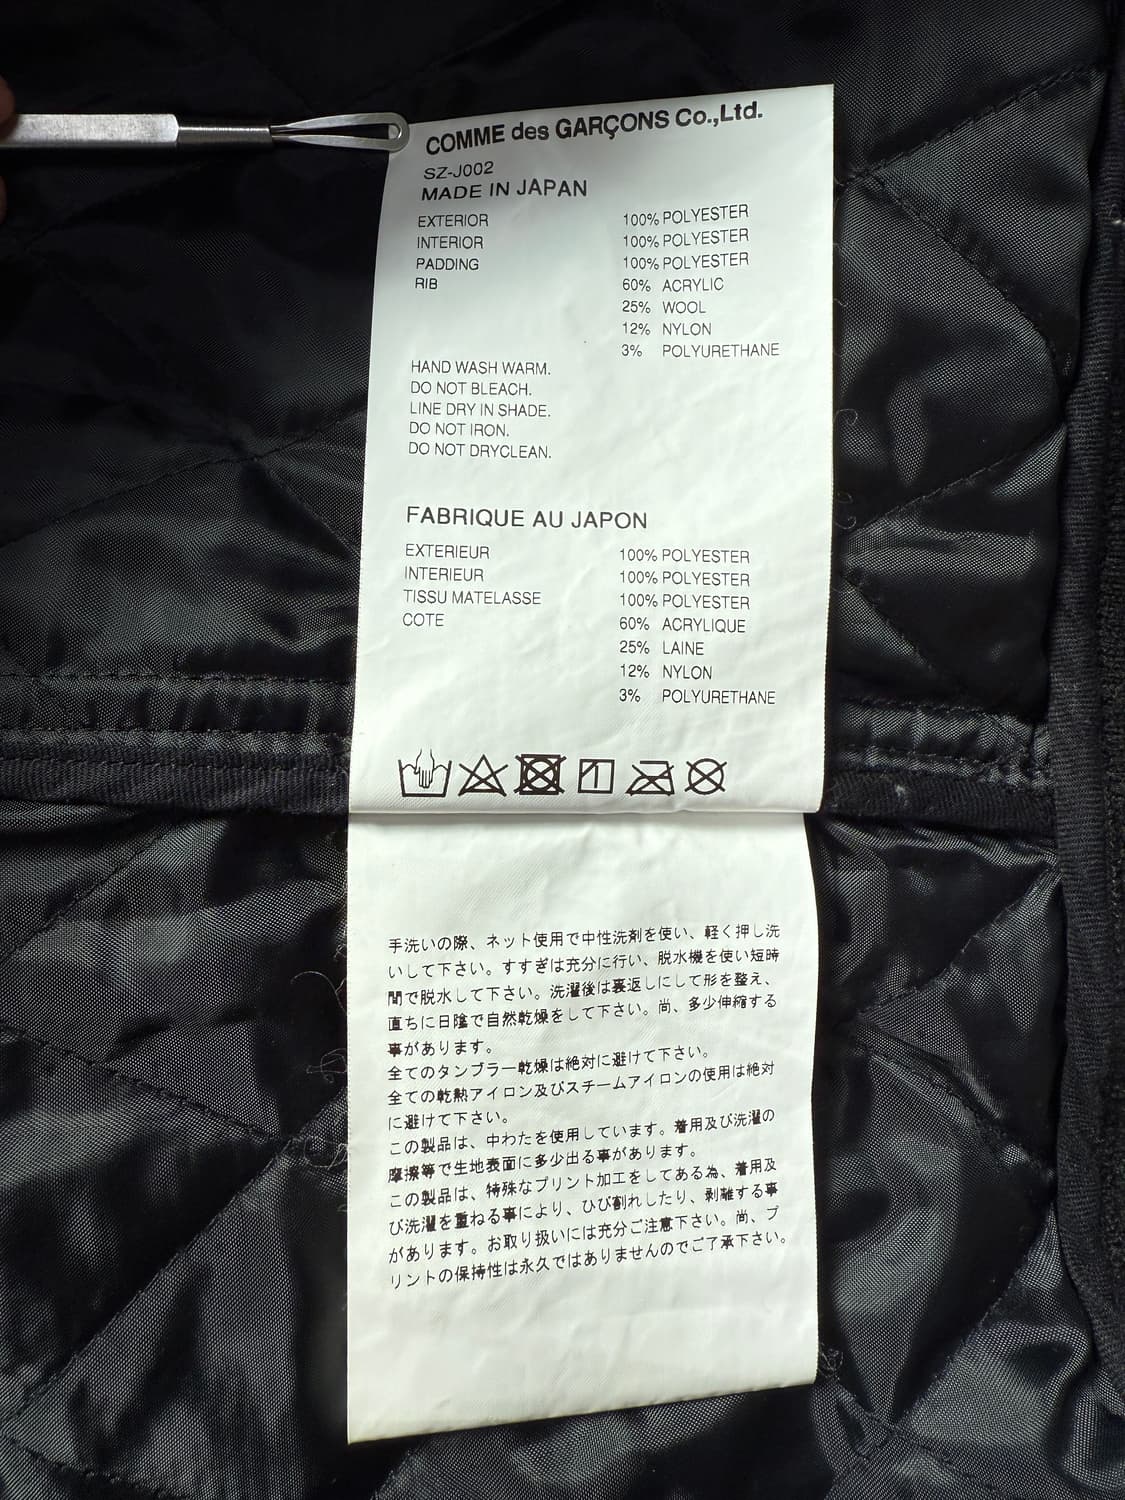 COMME des GARÇONS Co.,Ltd.
SZ-J002
MADE IN JAPAN
EXTERIOR 100% POLYESTER
INTERIOR 100% POLYESTER
PADDING 100% POLYESTER
RIB 60% ACRYLIC
25% WOOL
12% NYLON
3% POLYURETHANE
HAND WASH WARM.
DO NOT BLEACH.
LINE DRY IN SHADE.
DO NOT IRON.
DO NOT DRYCLEAN.
FABRIQUE AU JAPON
EXTERIEUR 100% POLYESTER
INTERIEUR 100% POLYESTER
TISSU MATELASSE 100% POLYESTER
COTE 60% ACRYLIQUE
25% LAINE
12% NYLON
3% POLYURETHANE
手洗いの際、ネット使用で中性洗剤を使い、軽く押し洗
いして下さい。すすぎは充分に行い、脱水機を使い短時
間で脱水して下さい。洗濯後は裏返しにして形を整え、
直ちに日陰で自然乾燥をして下さい。尚、多少伸縮する
事があります。
全てのタンブラー乾燥は絶対に避けて下さい。
全ての乾熱アイロン及びスチームアイロンの使用は絶対
に避けて下さい。
この製品は、中わたを使用しています。着用及び洗濯の
摩擦等で生地表面に多少出る事があります。
この製品は、特殊なプリント加工をしてある為、着用及
び洗濯を重ねる事により、ひび割れしたり、剥離する事
があります。お取り扱いには充分ご注意下さい。尚、プ
リントの保持性は永久ではありませんのでご了承下さい。